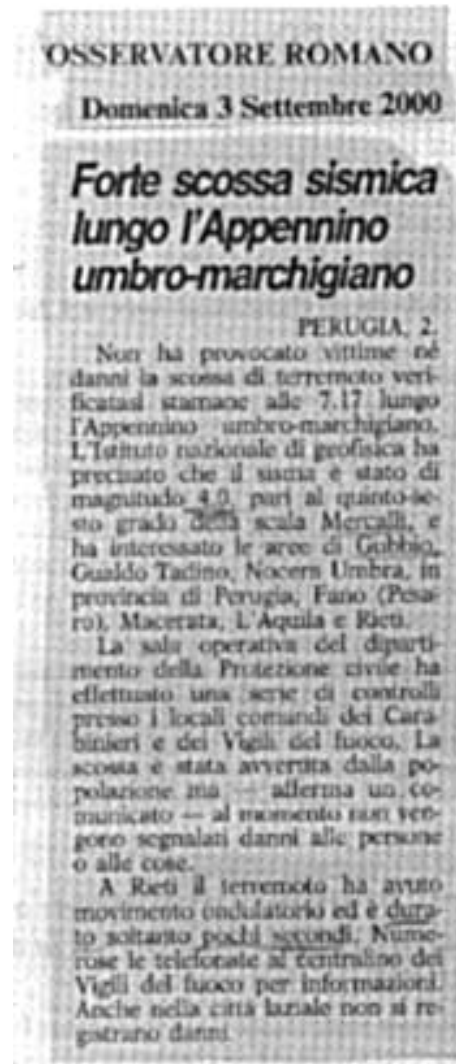 'OSSERVATORE ROMANO
Domenica 3 Settembre 2000
Forte scossa sismica
lungo l'Appennino
umbro-marchigiano
PERUGIA, 2.
Non ha provocato vittime né
danni la scossa di terremoto veri-
ficatasi stamane alle 7.17 lungo
l'Appennino umbro-marchigiano.
L'Istituto nazionale di geofisica ha
precisato che il sisma è stato di
magnitudo 4.0, pari al quinto-se-
sto grado della scala Mercalli, e
ha interessato le aree di Gubbio,
Gualdo Tadino, Nocera Umbra, in
provincia di Perugia, Fano (Pesa-
ro), Macerata, L'Aquila e Rieti.
La sala operativa del diparti-
mento della Protezione civile ha
effettuato una serie di controlli
presso i locali comandi dei Cara-
binieri e dei Vigili del fuoco. La
scossa è stata avvertita dalla po-
polazione ma — afferma un co-
municato — al momento non ven-
gono segnalati danni alle persone
o alle cose.
A Rieti il terremoto ha avuto
movimento ondulatorio ed è dura-
to soltanto pochi secondi. Nume-
rose le telefonate al centralino dei
Vigili del fuoco per informazioni.
Anche nella città laziale non si re-
gistrano danni.